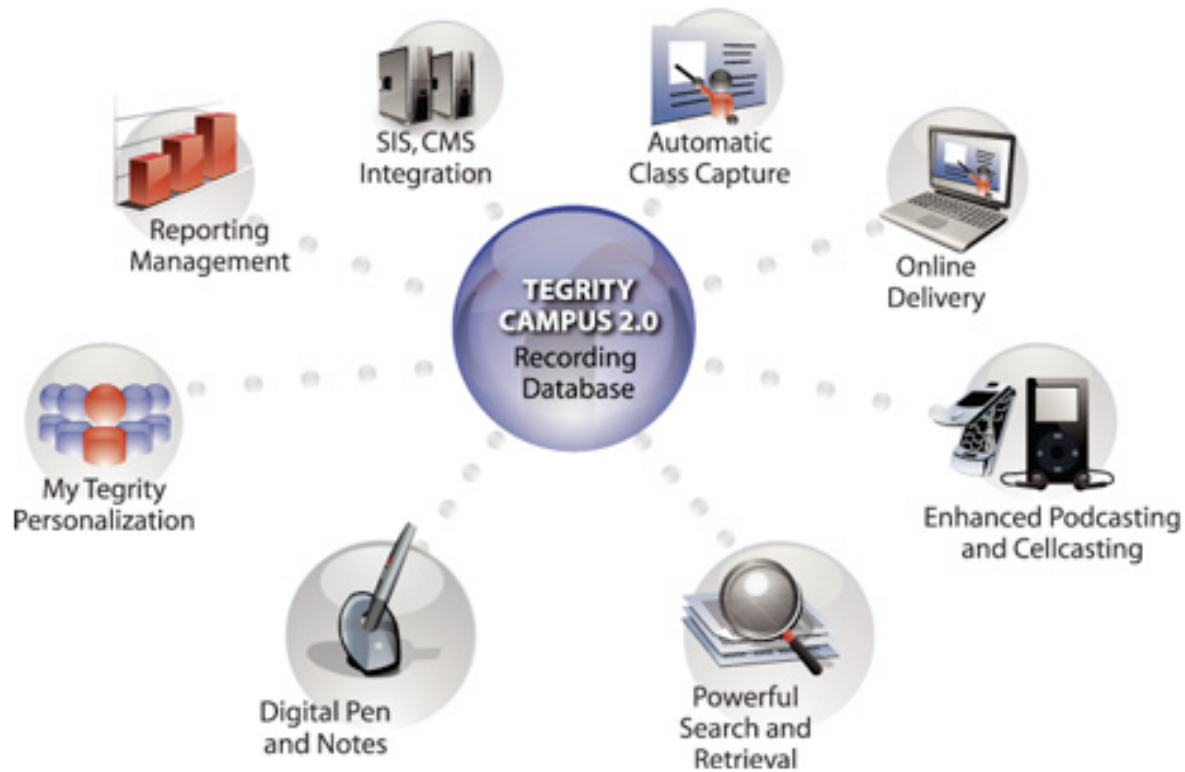 SIS, CMS
Integration
Automatic
Class Capture
Reporting
Management
Online
Delivery
TEGRITY
CAMPUS 2.0
Recording
Database
My Tegrity
Personalization
Enhanced Podcasting
and Cellcasting
Digital Pen
and Notes
Powerful
Search and
Retrieval